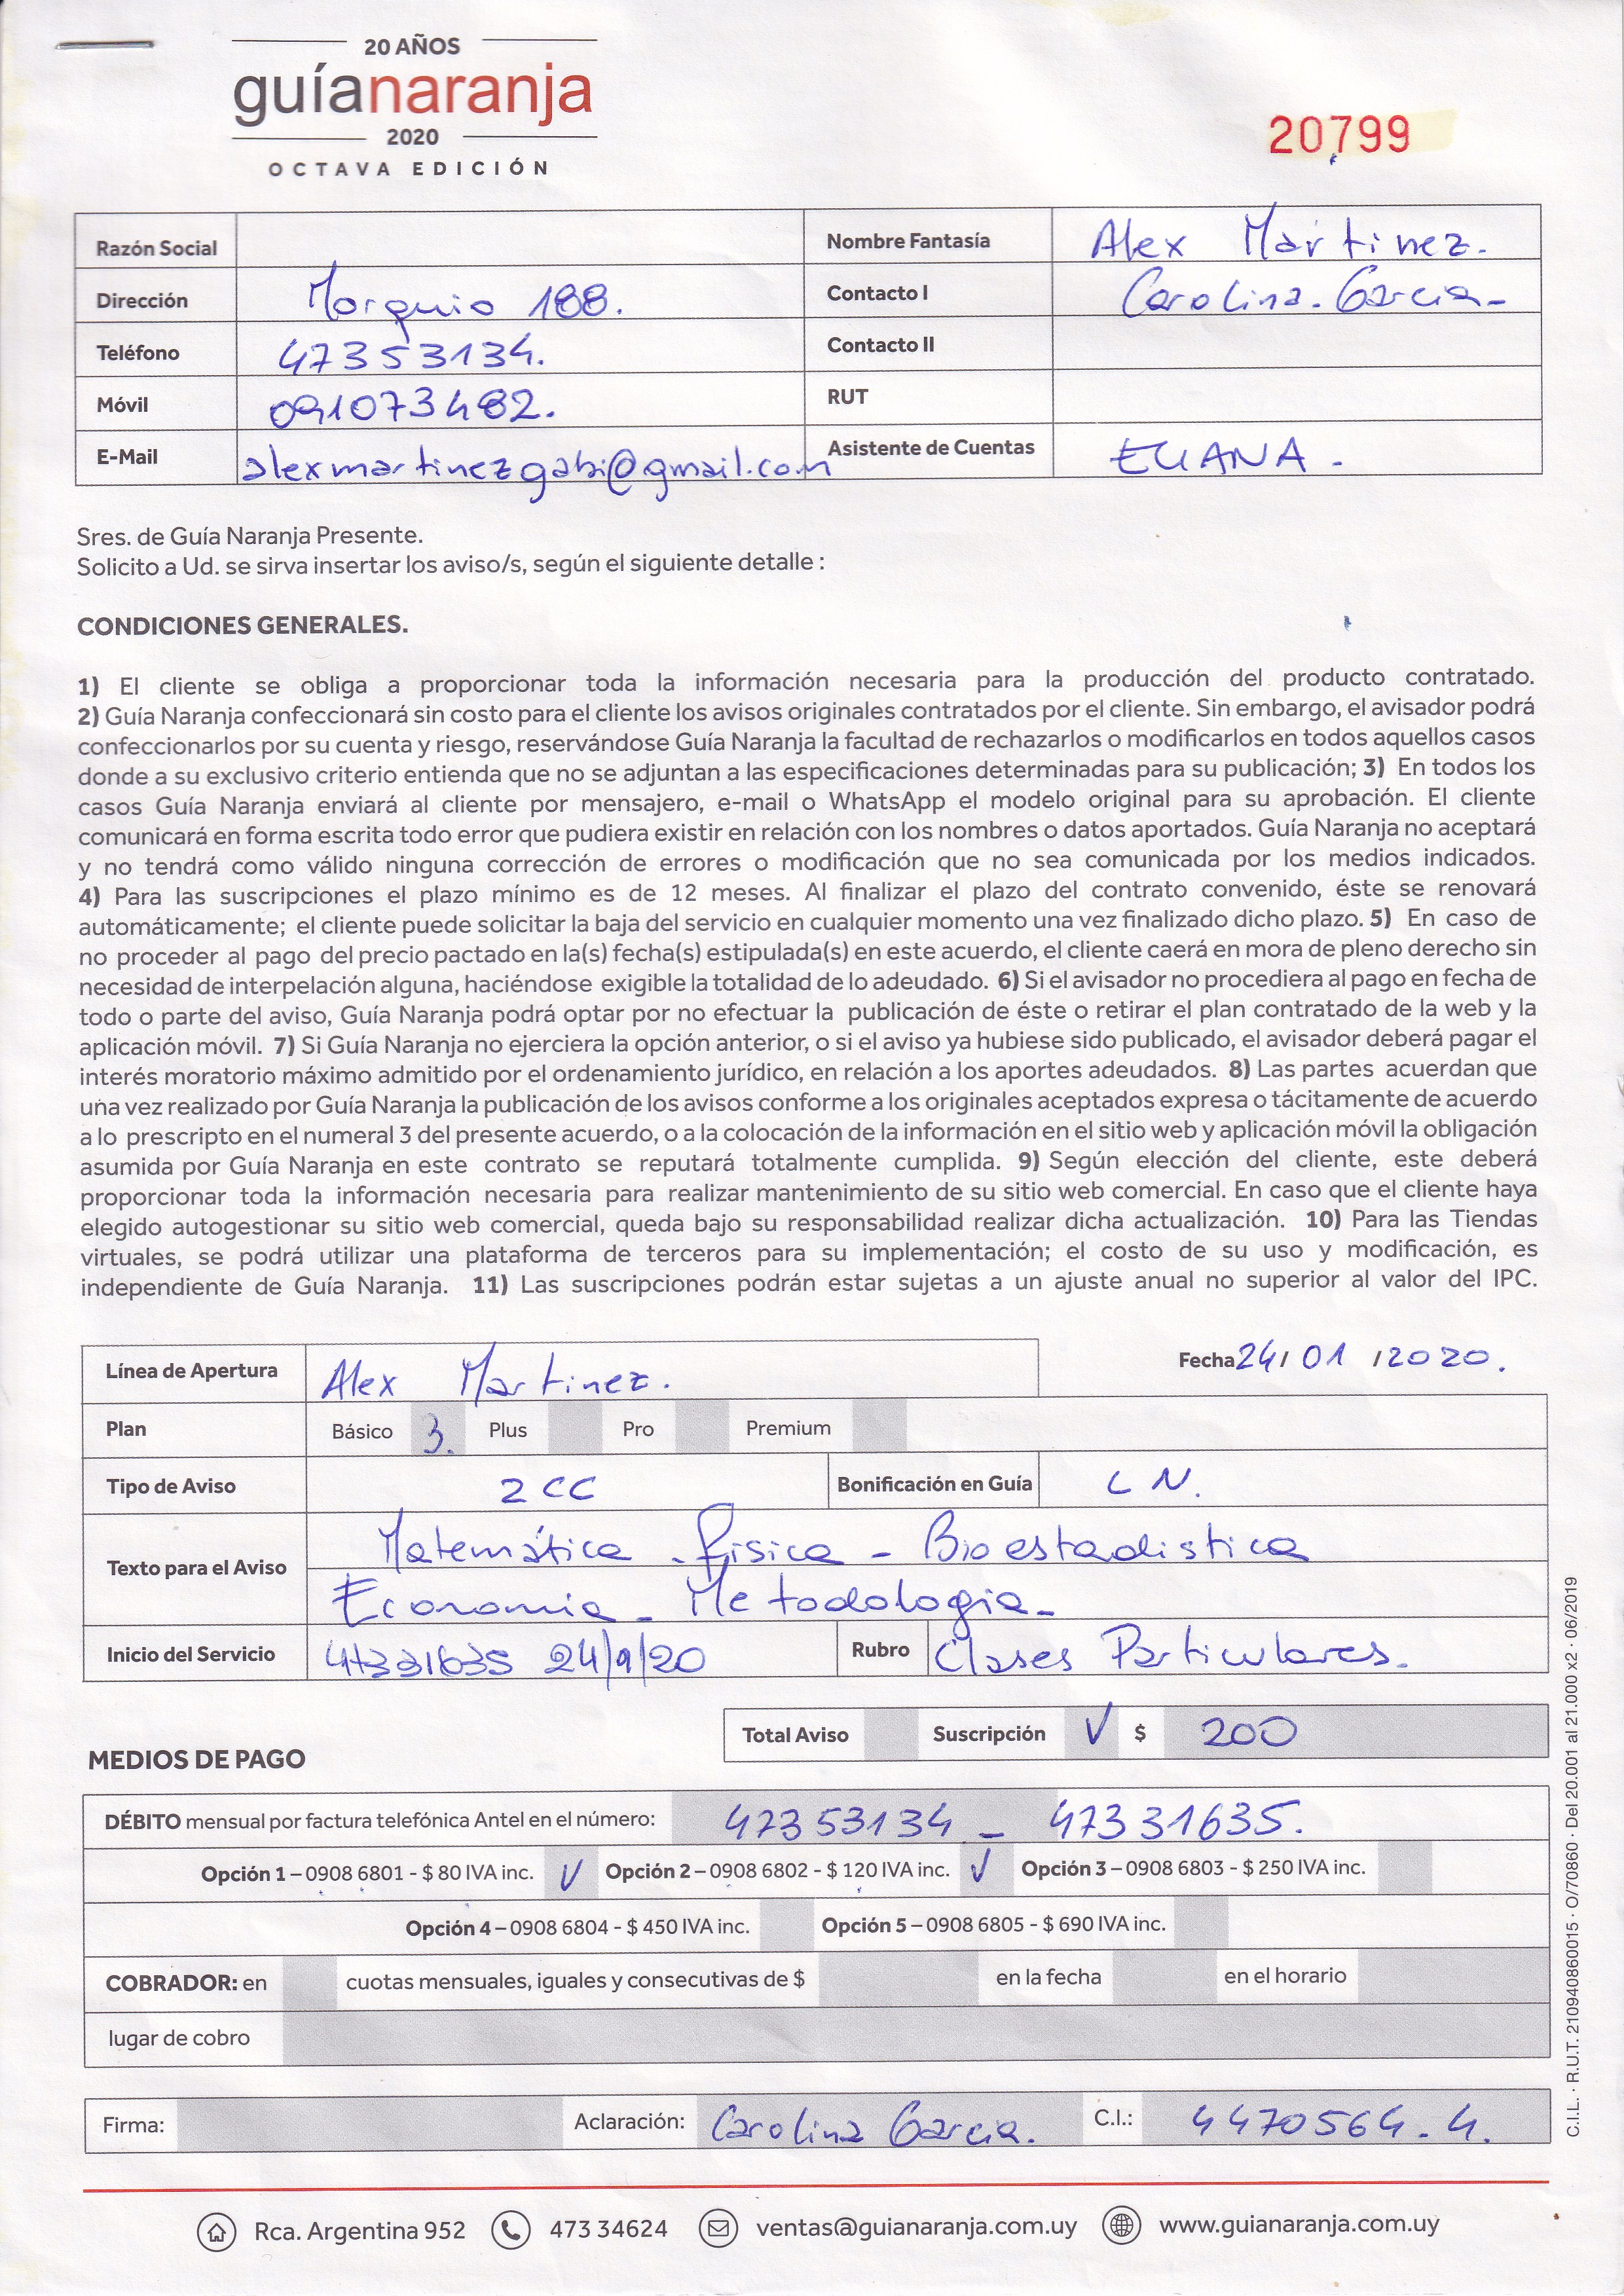 20 AÑOS
guíanaranja
2020
OCTAVA EDICIÓN
20799
Razón Social
Nombre Fantasía Alex Martinez.
Dirección Morquio 188.
Contacto I Carolina. Garcia-
Teléfono 47353134.
Contacto II
Móvil 091073482.
RUT
E-Mail alexmartinezgabi@gmail.com
Asistente de Cuentas ELIANA.
Sres. de Guía Naranja Presente.
Solicito a Ud. se sirva insertar los aviso/s, según el siguiente detalle :
CONDICIONES GENERALES.
1) El cliente se obliga a proporcionar toda la información necesaria para la producción del producto contratado.
2) Guía Naranja confeccionará sin costo para el cliente los avisos originales contratados por el cliente. Sin embargo, el avisador podrá
confeccionarlos por su cuenta y riesgo, reservándose Guía Naranja la facultad de rechazarlos o modificarlos en todos aquellos casos
donde a su exclusivo criterio entienda que no se adjuntan a las especificaciones determinadas para su publicación; 3) En todos los
casos Guía Naranja enviará al cliente por mensajero, e-mail o WhatsApp el modelo original para su aprobación. El cliente
comunicará en forma escrita todo error que pudiera existir en relación con los nombres o datos aportados. Guía Naranja no aceptará
y no tendrá como válido ninguna corrección de errores o modificación que no sea comunicada por los medios indicados.
4) Para las suscripciones el plazo mínimo es de 12 meses. Al finalizar el plazo del contrato convenido, éste se renovará
automáticamente; el cliente puede solicitar la baja del servicio en cualquier momento una vez finalizado dicho plazo. 5) En caso de
no proceder al pago del precio pactado en la(s) fecha(s) estipulada(s) en este acuerdo, el cliente caerá en mora de pleno derecho sin
necesidad de interpelación alguna, haciéndose exigible la totalidad de lo adeudado. 6) Si el avisador no procediera al pago en fecha de
todo o parte del aviso, Guía Naranja podrá optar por no efectuar la publicación de éste o retirar el plan contratado de la web y la
aplicación móvil. 7) Si Guía Naranja no ejerciera la opción anterior, o si el aviso ya hubiese sido publicado, el avisador deberá pagar el
interés moratorio máximo admitido por el ordenamiento jurídico, en relación a los aportes adeudados. 8) Las partes acuerdan que
una vez realizado por Guía Naranja la publicación de los avisos conforme a los originales aceptados expresa o tácitamente de acuerdo
a lo prescripto en el numeral 3 del presente acuerdo, o a la colocación de la información en el sitio web y aplicación móvil la obligación
asumida por Guía Naranja en este contrato se reputará totalmente cumplida. 9) Según elección del cliente, este deberá
proporcionar toda la información necesaria para realizar mantenimiento de su sitio web comercial. En caso que el cliente haya
elegido autogestionar su sitio web comercial, queda bajo su responsabilidad realizar dicha actualización. 10) Para las Tiendas
virtuales, se podrá utilizar una plataforma de terceros para su implementación; el costo de su uso y modificación, es
independiente de Guía Naranja. 11) Las suscripciones podrán estar sujetas a un ajuste anual no superior al valor del IPC.
Línea de Apertura Alex Martinez.
Fecha 24/ 01 /2020.
Plan Básico 3. Plus Pro Premium
Tipo de Aviso 2 CC
Bonificación en Guía L N.
Texto para el Aviso
Matemática - Fisica - Bioestadistica
Economia - Metodologia-
Inicio del Servicio 47331635 24/9/20
Rubro Clases Particulares.
Total Aviso Suscripción ✓ $ 200
MEDIOS DE PAGO
DÉBITO mensual por factura telefónica Antel en el número: 47353134 - 47331635.
Opción 1 – 0908 6801 - $ 80 IVA inc. ✓ Opción 2 – 0908 6802 - $ 120 IVA inc. ✓ Opción 3 – 0908 6803 - $ 250 IVA inc.
Opción 4 – 0908 6804 - $ 450 IVA inc. Opción 5 – 0908 6805 - $ 690 IVA inc.
COBRADOR: en cuotas mensuales, iguales y consecutivas de $ en la fecha en el horario
lugar de cobro
Firma: Aclaración: Carolina Garcia. C.I.: 4470564-4.
Rca. Argentina 952 473 34624 ventas@guianaranja.com.uy www.guianaranja.com.uy
C.I.L. · R.U.T. 210940860015 · O/70860 · Del 20.001 al 21.000 x2 · 06/2019